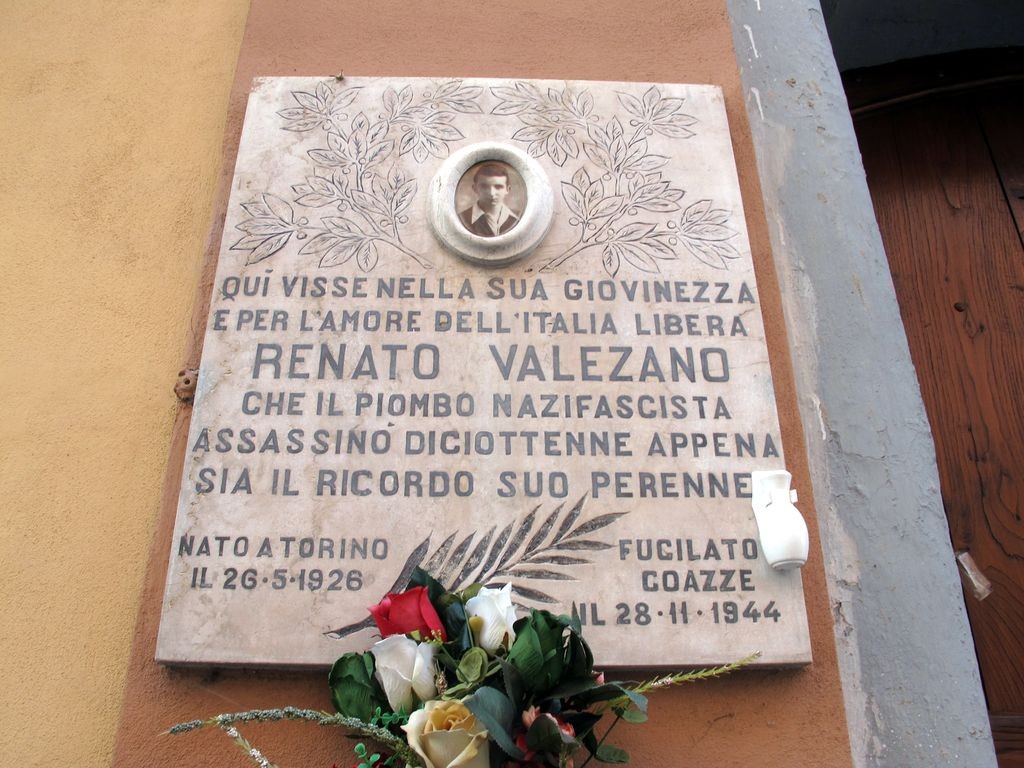 QUI VISSE NELLA SUA GIOVINEZZA
E PER L'AMORE DELL'ITALIA LIBERA
RENATO VALEZANO
CHE IL PIOMBO NAZIFASCISTA
ASSASSINÒ DICIOTTENNE APPENA
SIA IL RICORDO SUO PERENNE
NATO A TORINO
IL 26·5·1926
FUCILATO
COAZZE
IL 28·11·1944